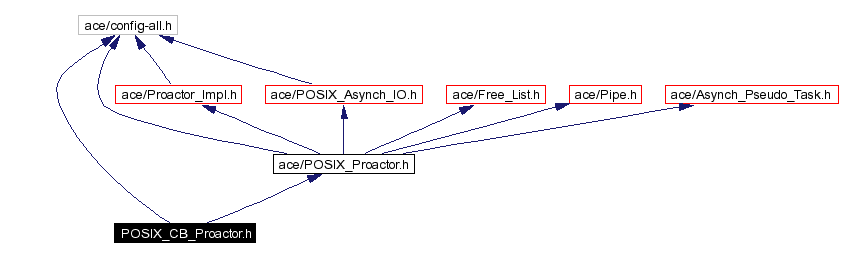 ace/config-all.h
ace/Proactor_Impl.h
ace/POSIX_Asynch_IO.h
ace/Free_List.h
ace/Pipe.h
ace/Asynch_Pseudo_Task.h
ace/POSIX_Proactor.h
POSIX_CB_Proactor.h